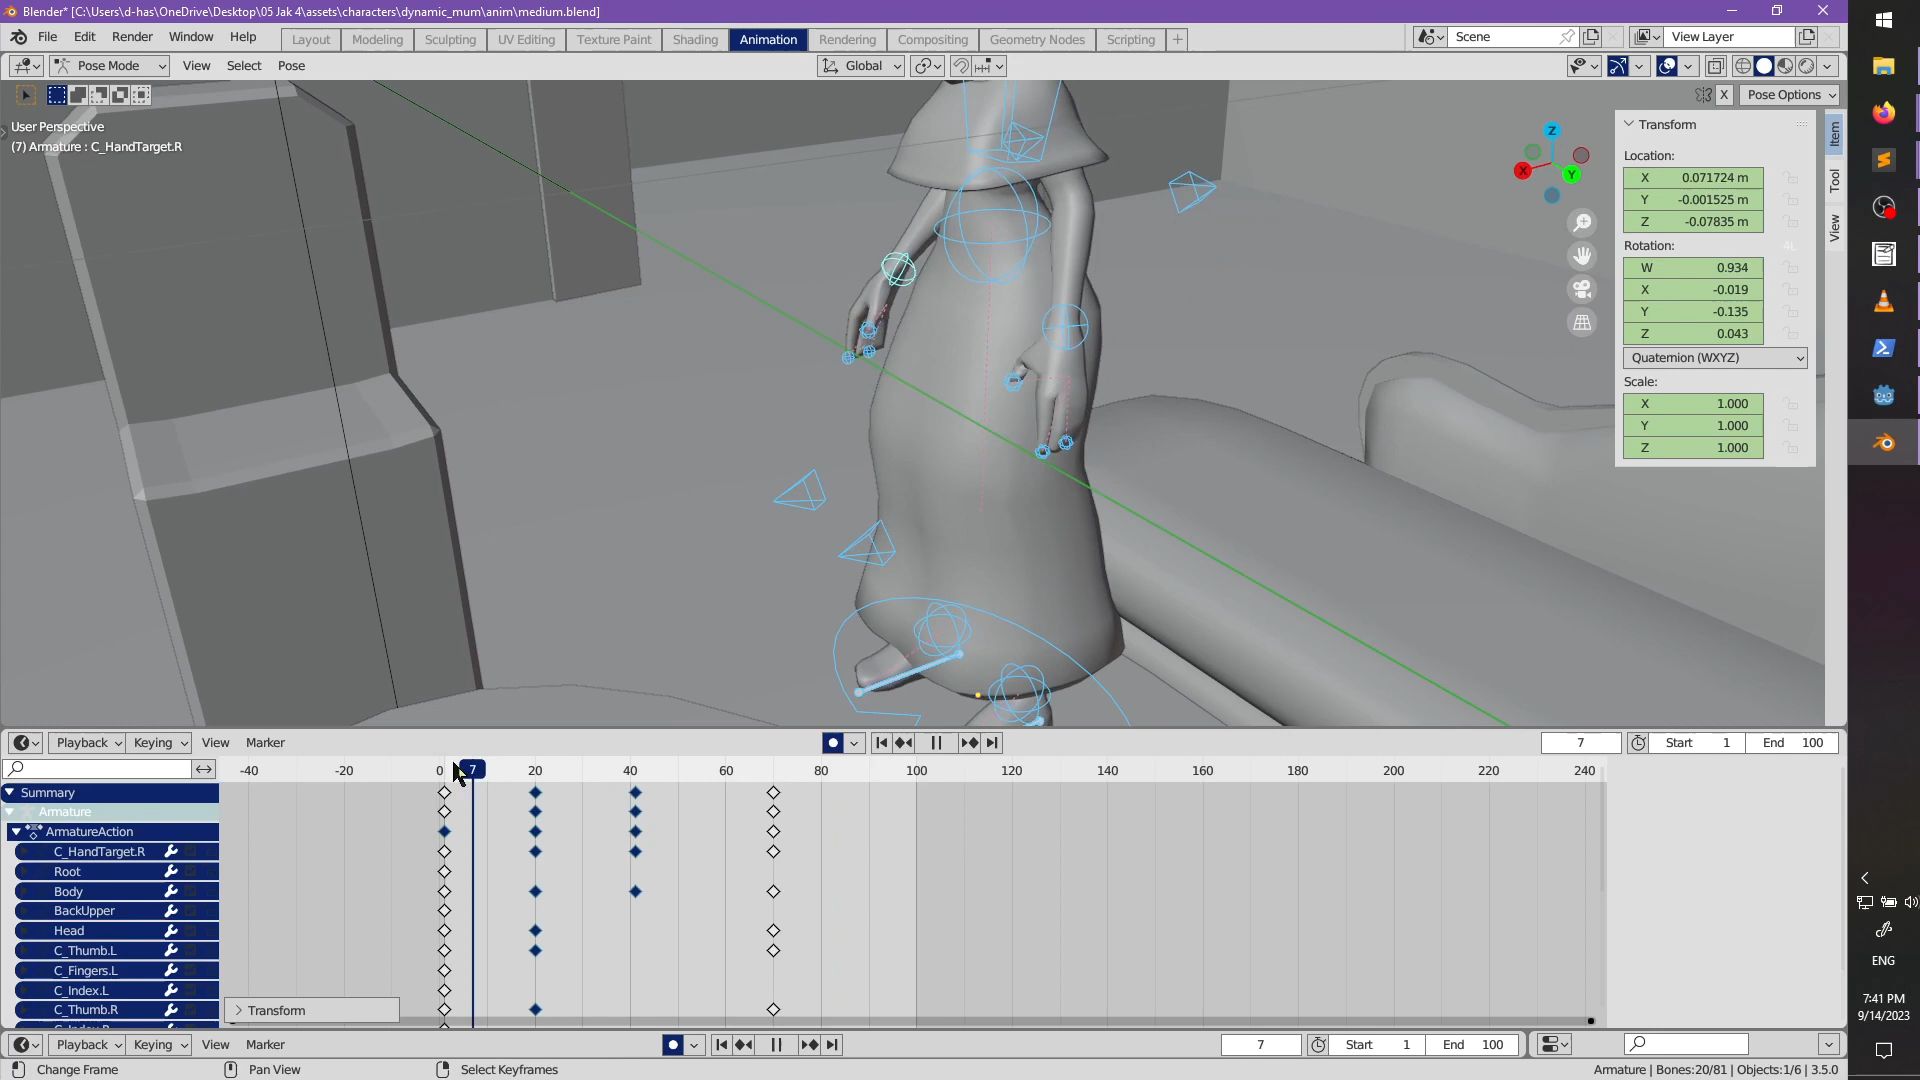 Blender* [C:\Users\d-has\OneDrive\Desktop\05 Jak 4\assets\characters\dynamic_mum\anim\medium.blend]
File Edit Render Window Help Layout Modeling Sculpting UV Editing Texture Paint Shading Animation Rendering Compositing Geometry Nodes Scripting + Scene View Layer
Pose Mode View Select Pose Global
X Pose Options
User Perspective
(7) Armature : C_HandTarget.R
Z
X
Y
Transform
Location:
X 0.071724 m
Y -0.001525 m
Z -0.07835 m
Rotation: 4L
W 0.934
X -0.019
Y -0.135
Z 0.043
Quaternion (WXYZ)
Scale:
X 1.000
Y 1.000
Z 1.000
Item
Tool
View
Playback Keying View Marker 7 Start 1 End 100
-40 -20 0 7 20 40 60 80 100 120 140 160 180 200 220 240
Summary
Armature
ArmatureAction
C_HandTarget.R
Root
Body
BackUpper
Head
C_Thumb.L
C_Fingers.L
C_Index.L
C_Thumb.R
Transform
Playback Keying View Marker 7 Start 1 End 100
Change Frame Pan View Select Keyframes Armature | Bones:20/81 | Objects:1/6 | 3.5.0
ENG
7:41 PM
9/14/2023